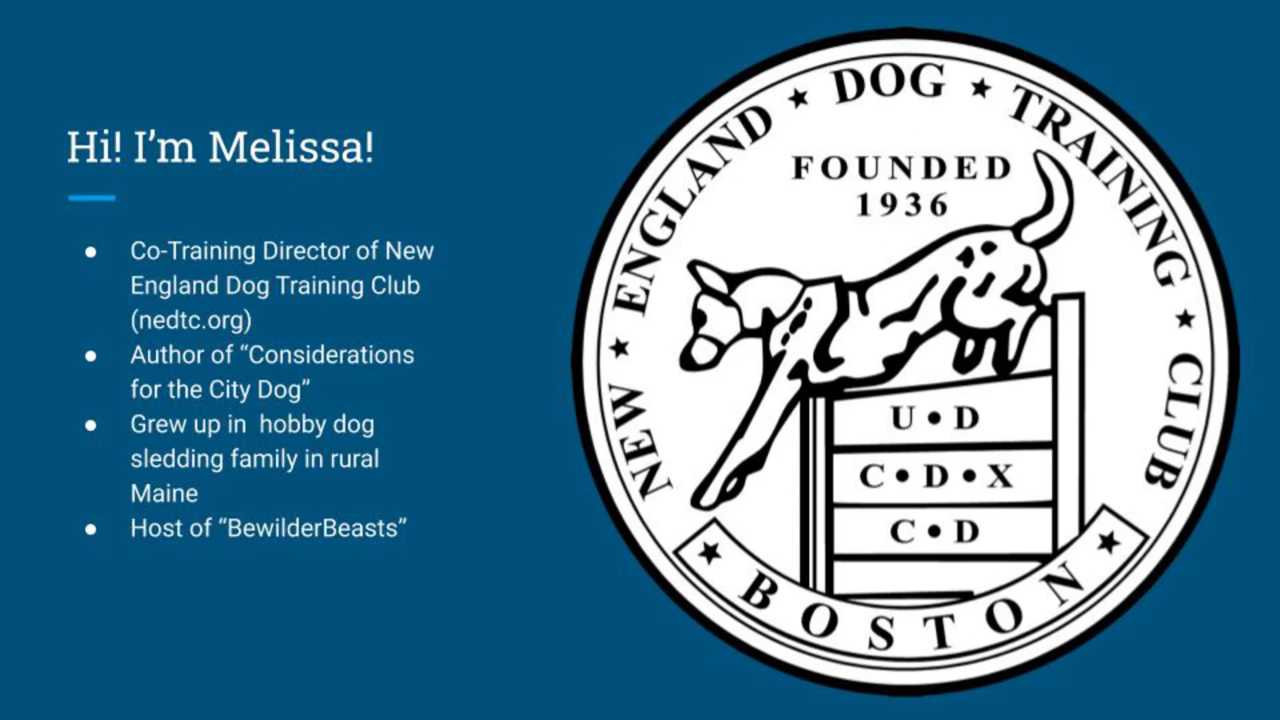 Hi! I’m Melissa!
● Co-Training Director of New
England Dog Training Club
(nedtc.org)
● Author of “Considerations
for the City Dog”
● Grew up in  hobby dog
sledding family in rural
Maine
● Host of “BewilderBeasts”
NEW ★ ENGLAND ★ DOG ★ TRAINING ★ CLUB
FOUNDED
1936
U•D
C•D•X
C•D
★ BOSTON ★